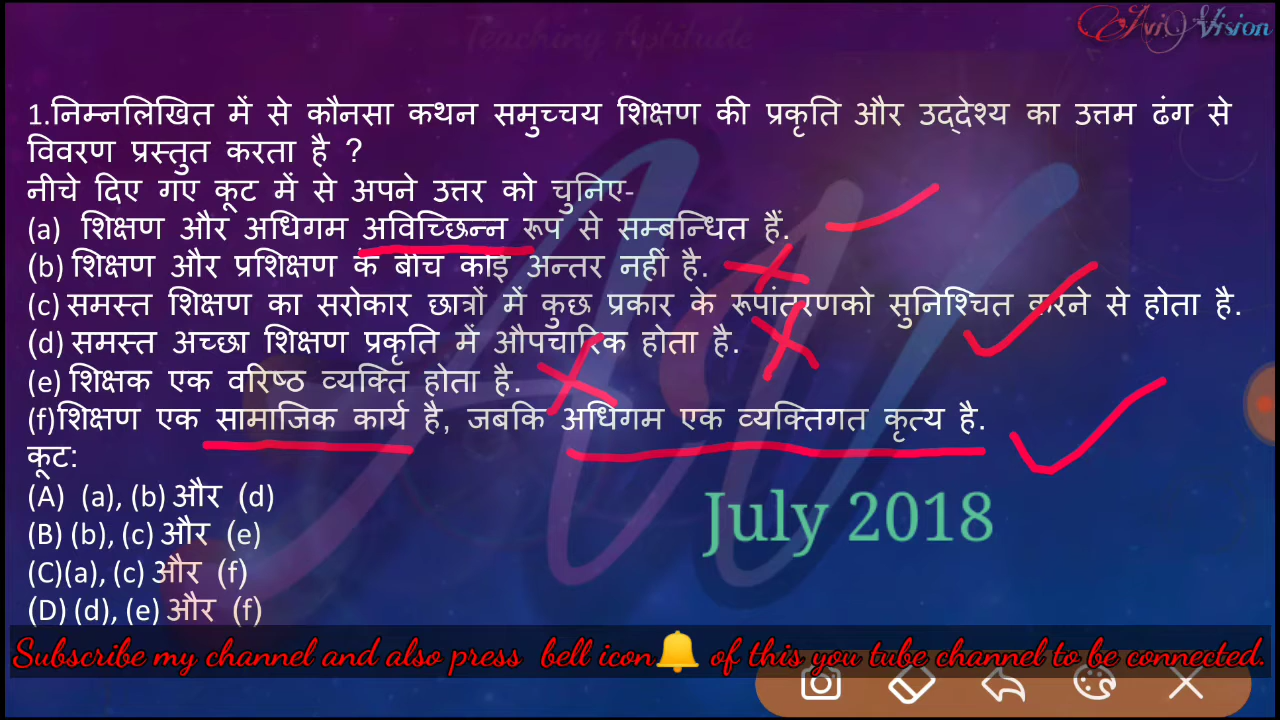 Teaching Aptitude
Avi Vision
1.निम्नलिखित में से कौनसा कथन समुच्चय शिक्षण की प्रकृति और उद्देश्य का उत्तम ढंग से
विवरण प्रस्तुत करता है ?
नीचे दिए गए कूट में से अपने उत्तर को चुनिए-
(a) शिक्षण और अधिगम अविच्छिन्न रूप से सम्बन्धित हैं.
(b) शिक्षण और प्रशिक्षण के बीच कोई अन्तर नहीं है.
(c) समस्त शिक्षण का सरोकार छात्रों में कुछ प्रकार के रूपांतरणको सुनिश्चित करने से होता है.
(d) समस्त अच्छा शिक्षण प्रकृति में औपचारिक होता है.
(e) शिक्षक एक वरिष्ठ व्यक्ति होता है.
(f)शिक्षण एक सामाजिक कार्य है, जबकि अधिगम एक व्यक्तिगत कृत्य है.
कूट:
(A) (a), (b) और (d)
(B) (b), (c) और (e)
(C)(a), (c) और (f)
(D) (d), (e) और (f)
July 2018
Subscribe my channel and also press bell icon🔔 of this you tube channel to be connected.